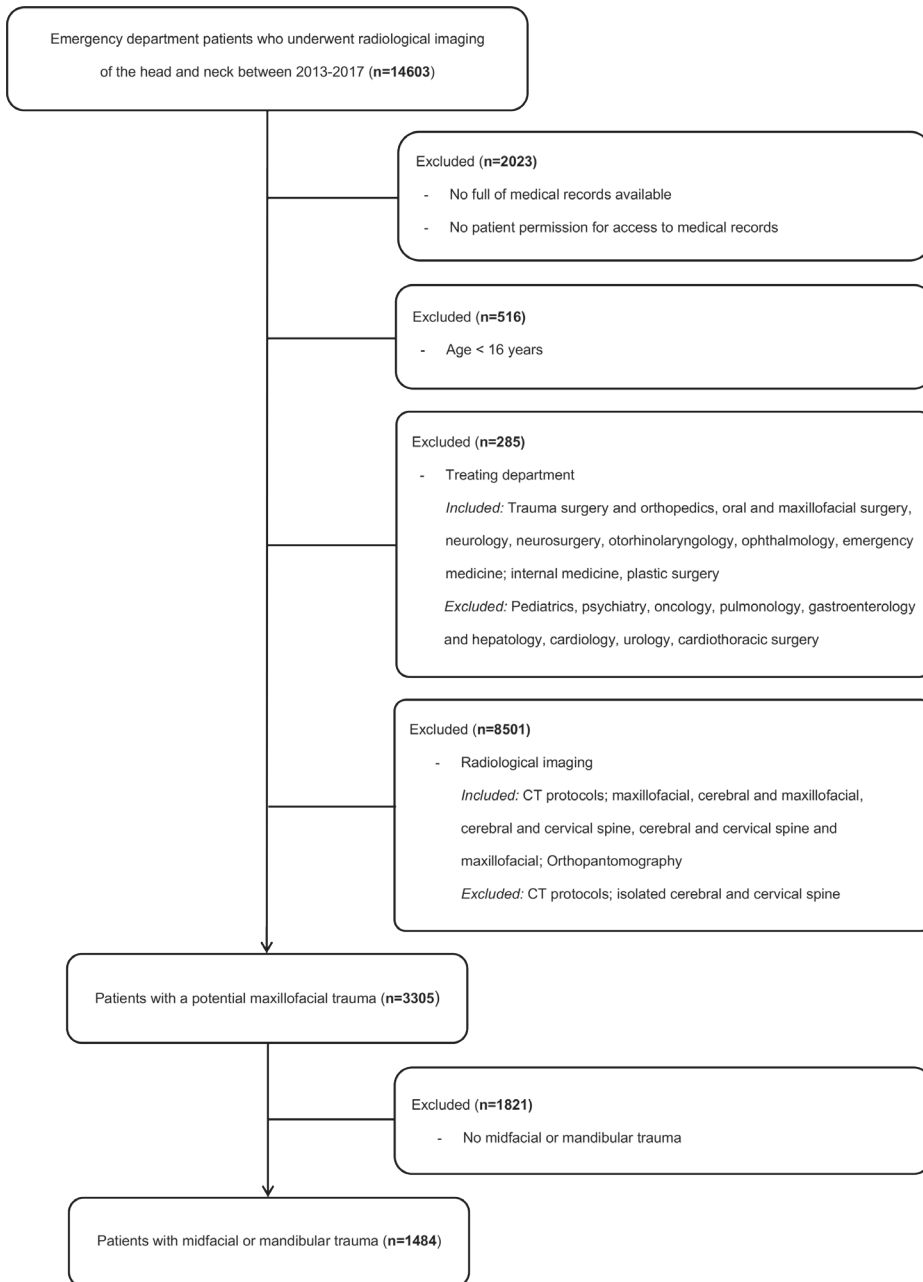 Emergency department patients who underwent radiological imaging
of the head and neck between 2013-2017 (n=14603)
Excluded (n=2023)
- No full of medical records available
- No patient permission for access to medical records
Excluded (n=516)
- Age < 16 years
Excluded (n=285)
- Treating department
Included: Trauma surgery and orthopedics, oral and maxillofacial surgery,
neurology, neurosurgery, otorhinolaryngology, ophthalmology, emergency
medicine; internal medicine, plastic surgery
Excluded: Pediatrics, psychiatry, oncology, pulmonology, gastroenterology
and hepatology, cardiology, urology, cardiothoracic surgery
Excluded (n=8501)
- Radiological imaging
Included: CT protocols; maxillofacial, cerebral and maxillofacial,
cerebral and cervical spine, cerebral and cervical spine and
maxillofacial; Orthopantomography
Excluded: CT protocols; isolated cerebral and cervical spine
Patients with a potential maxillofacial trauma (n=3305)
Excluded (n=1821)
- No midfacial or mandibular trauma
Patients with midfacial or mandibular trauma (n=1484)